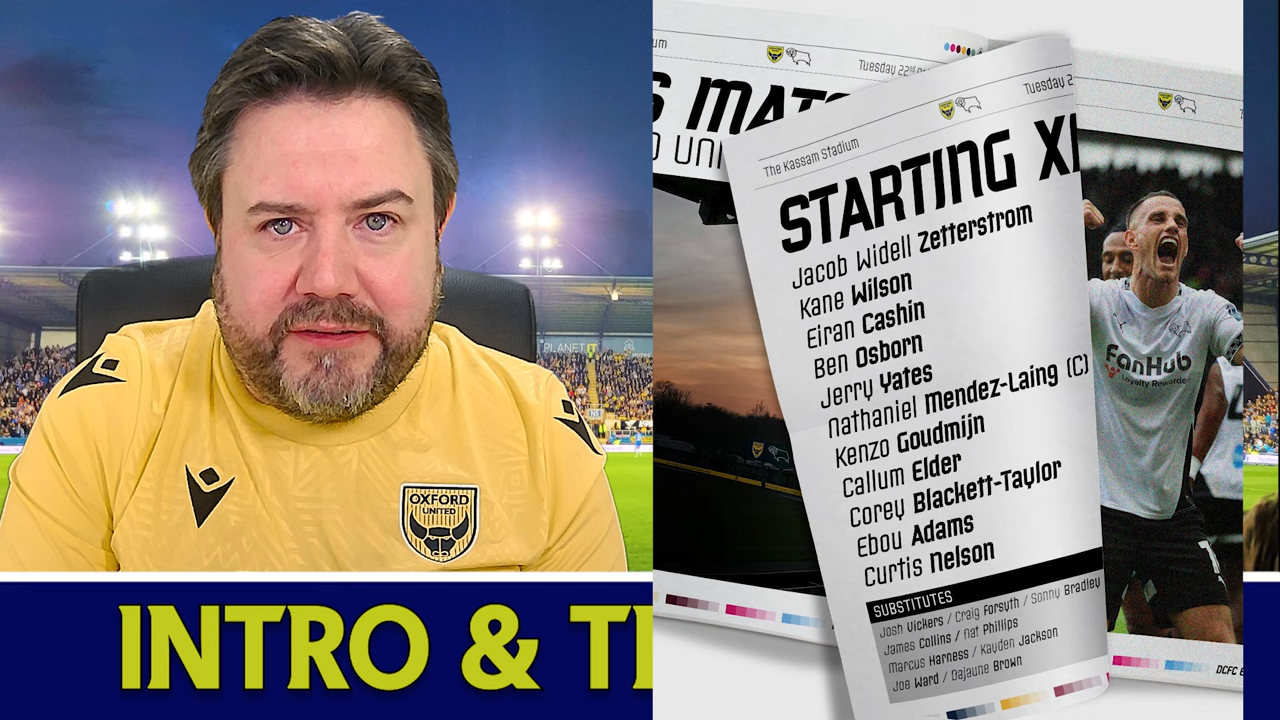 OXFORD
UNITED
PLANET IT
INTRO & T
Tuesday 22nd
S MATC
The Kassam Stadium
Tuesday 2
STARTING XI
Jacob Widell Zetterstrom
Kane Wilson
Eiran Cashin
Ben Osborn
Jerry Yates
Nathaniel Mendez-Laing (C)
Kenzo Goudmijn
Callum Elder
Corey Blackett-Taylor
Ebou Adams
Curtis Nelson
SUBSTITUTES
Josh Vickers / Craig Forsyth / Sonny Bradley
James Collins / Nat Phillips
Marcus Harness / Kayden Jackson
Joe Ward / Dajaune Brown
FanHub
Loyalty Rewarded
DCFC